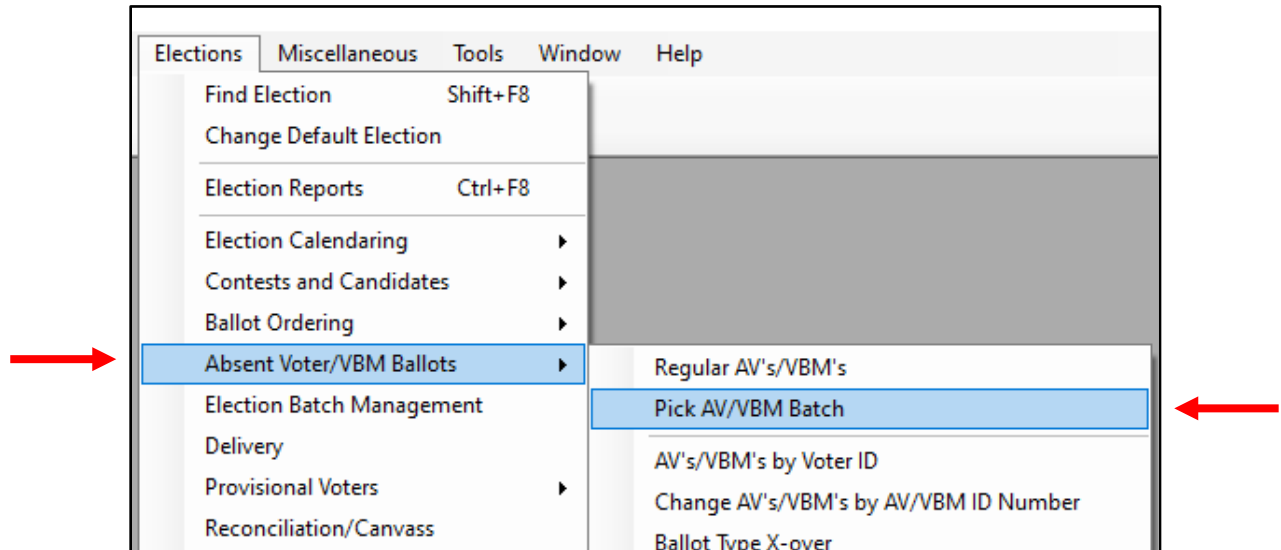 Elections Miscellaneous Tools Window Help
Find Election Shift+F8
Change Default Election
Election Reports Ctrl+F8
Election Calendaring
Contests and Candidates
Ballot Ordering
Absent Voter/VBM Ballots
Election Batch Management
Delivery
Provisional Voters
Reconciliation/Canvass
Regular AV's/VBM's
Pick AV/VBM Batch
AV's/VBM's by Voter ID
Change AV's/VBM's by AV/VBM ID Number
Ballot Type X-over